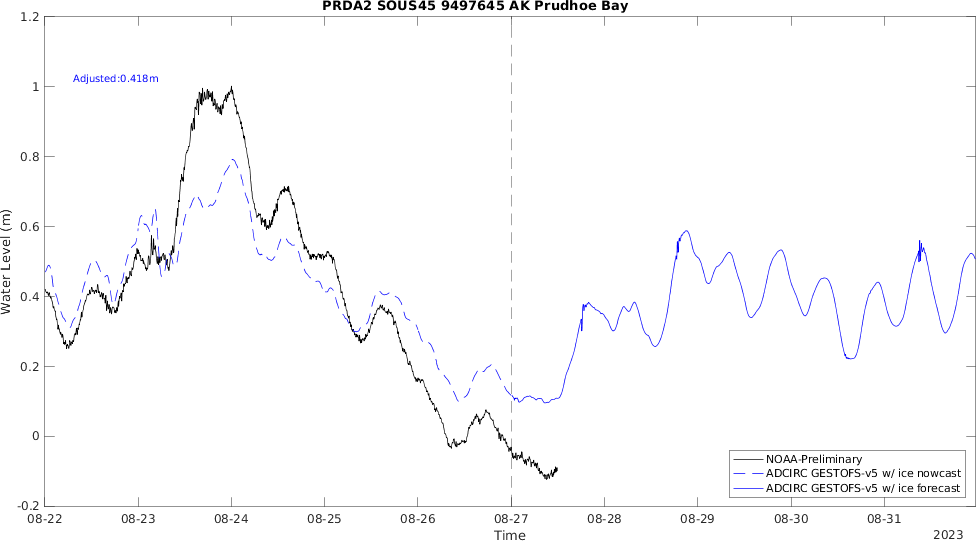 PRDA2 SOUS45 9497645 AK Prudhoe Bay
1.2
1
0.8
0.6
0.4
0.2
0
-0.2
Water Level (m)
Adjusted:0.418m
NOAA-Preliminary
ADCIRC GESTOFS-v5 w/ ice nowcast
ADCIRC GESTOFS-v5 w/ ice forecast
08-22 08-23 08-24 08-25 08-26 08-27 08-28 08-29 08-30 08-31
Time
2023